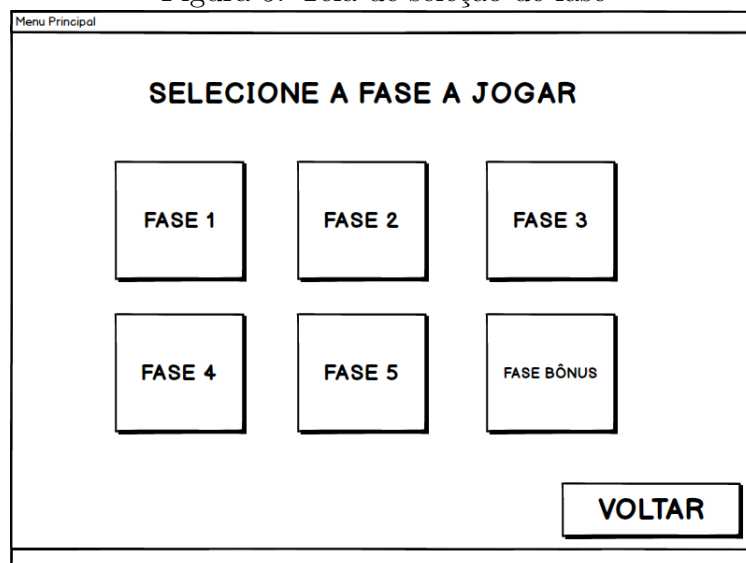 Menu Principal
SELECIONE A FASE A JOGAR
FASE 1
FASE 2
FASE 3
FASE 4
FASE 5
FASE BÔNUS
VOLTAR